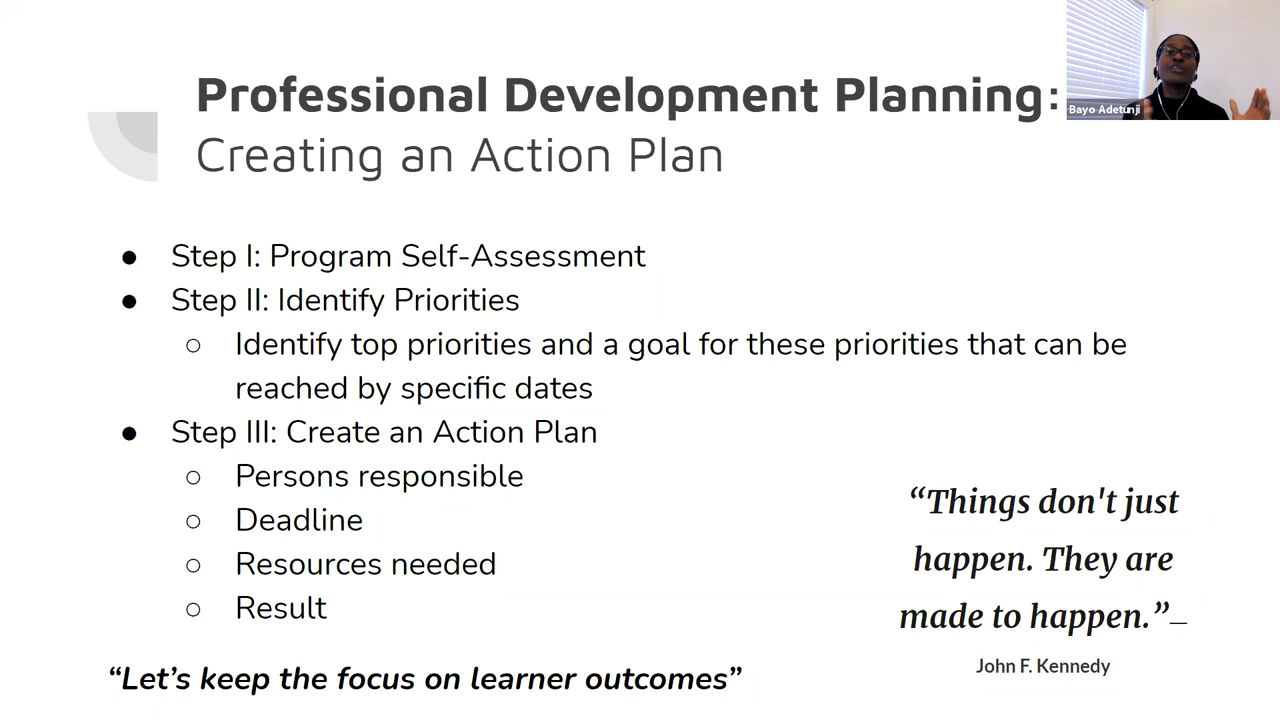 Professional Development Planning:
Creating an Action Plan
Bayo Adetunji
● Step I: Program Self-Assessment
● Step II: Identify Priorities
○ Identify top priorities and a goal for these priorities that can be
reached by specific dates
● Step III: Create an Action Plan
○ Persons responsible
○ Deadline
○ Resources needed
○ Result
“Things don't just
happen. They are
made to happen.”—
John F. Kennedy
“Let’s keep the focus on learner outcomes”